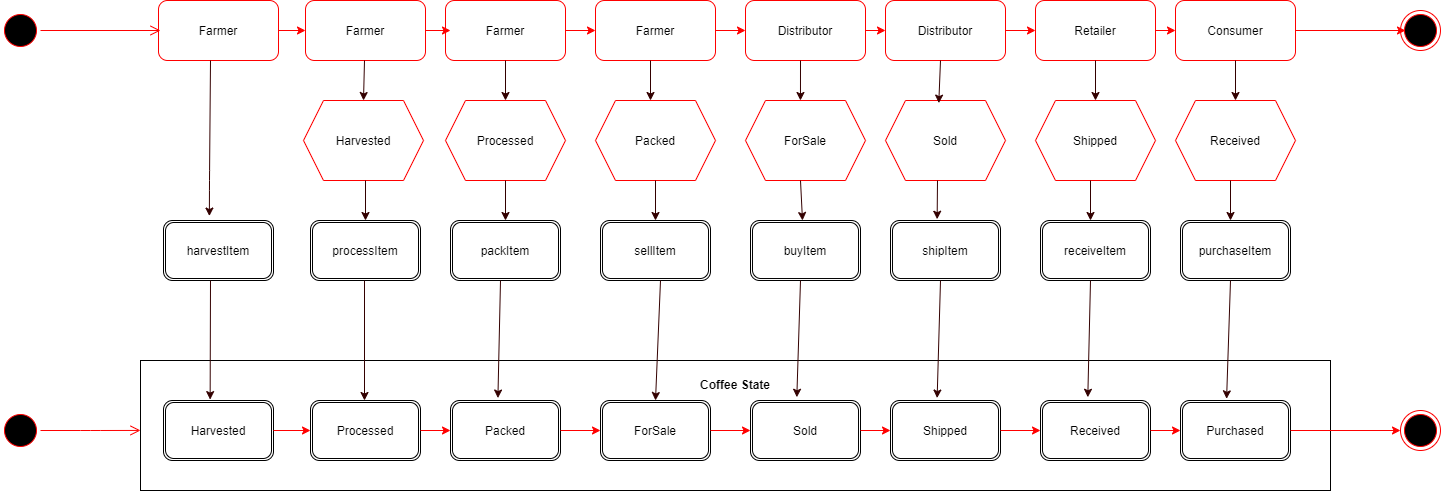 Farmer
Farmer
Farmer
Farmer
Distributor
Distributor
Retailer
Consumer
Harvested
Processed
Packed
ForSale
Sold
Shipped
Received
harvestItem
processItem
packItem
sellItem
buyItem
shipItem
receiveItem
purchaseItem
Coffee State
Harvested
Processed
Packed
ForSale
Sold
Shipped
Received
Purchased